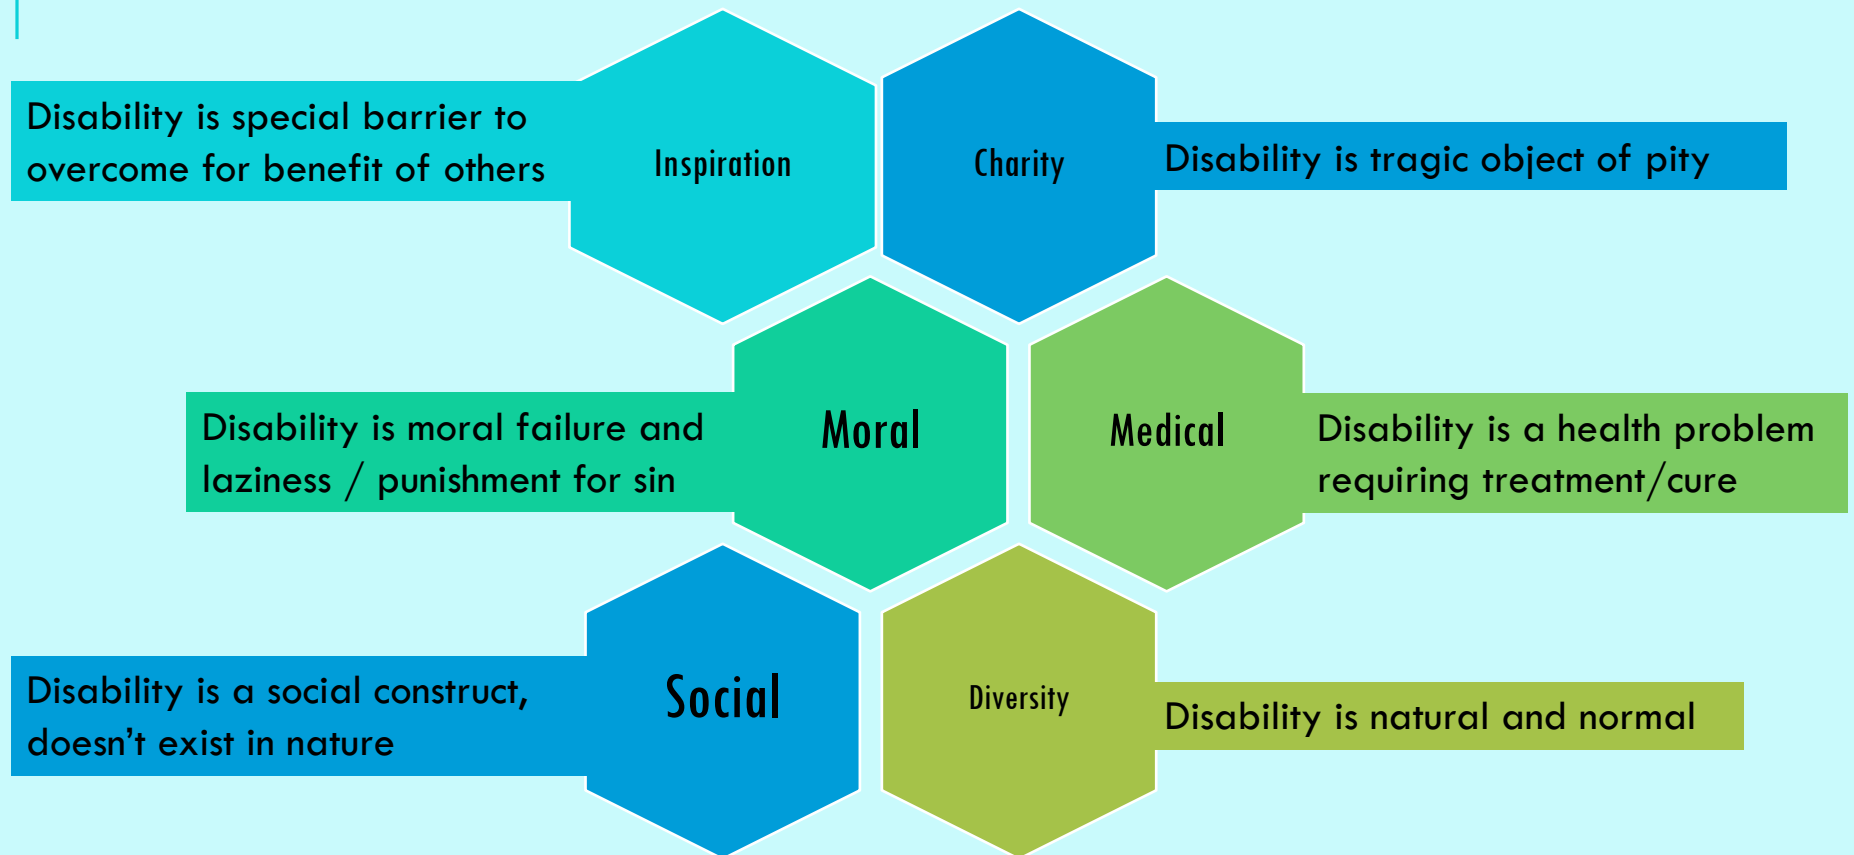 Disability is special barrier to
overcome for benefit of others
Inspiration
Charity
Disability is tragic object of pity
Disability is moral failure and
laziness / punishment for sin
Moral
Medical
Disability is a health problem
requiring treatment/cure
Disability is a social construct,
doesn’t exist in nature
Social
Diversity
Disability is natural and normal